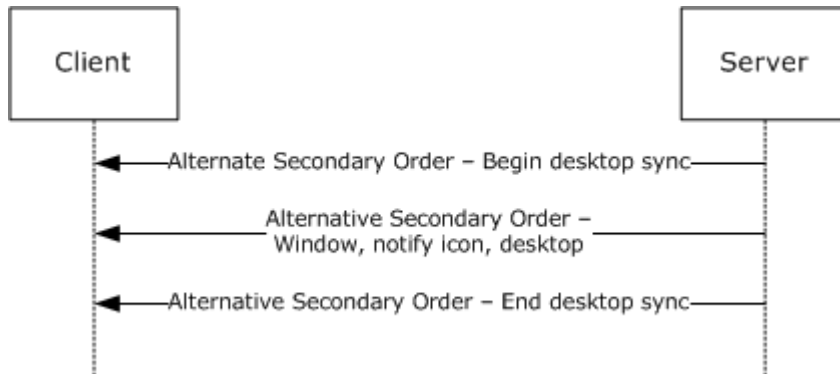 Client
Server
Alternate Secondary Order – Begin desktop sync
Alternative Secondary Order –
Window, notify icon, desktop
Alternative Secondary Order – End desktop sync